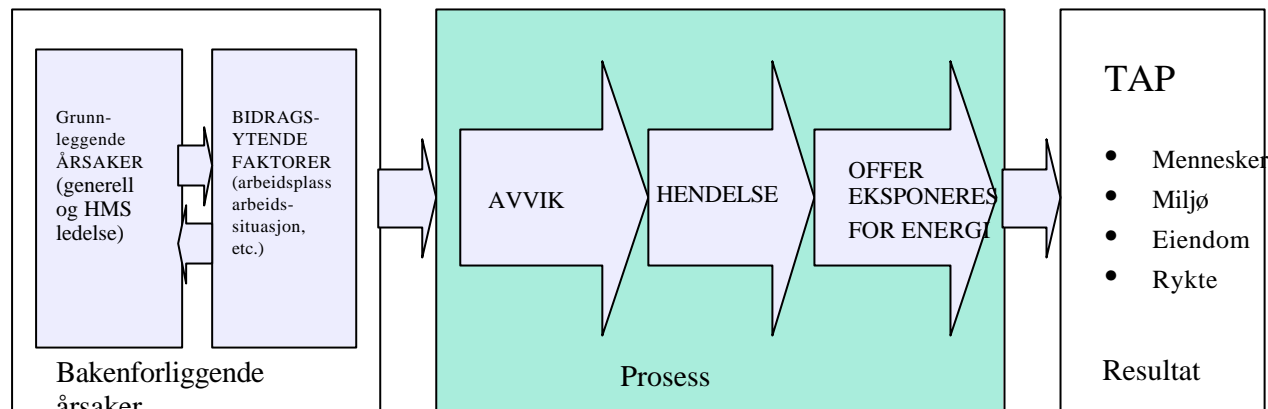 Grunn-
leggende
ÅRSAKER
(generell
og HMS
ledelse)
BIDRAGS-
YTENDE
FAKTORER
(arbeidsplass
arbeids-
situasjon,
etc.)
Bakenforliggende
årsaker
AVVIK
HENDELSE
OFFER
EKSPONERES
FOR ENERGI
Prosess
TAP
• Mennesker
• Miljø
• Eiendom
• Rykte
Resultat